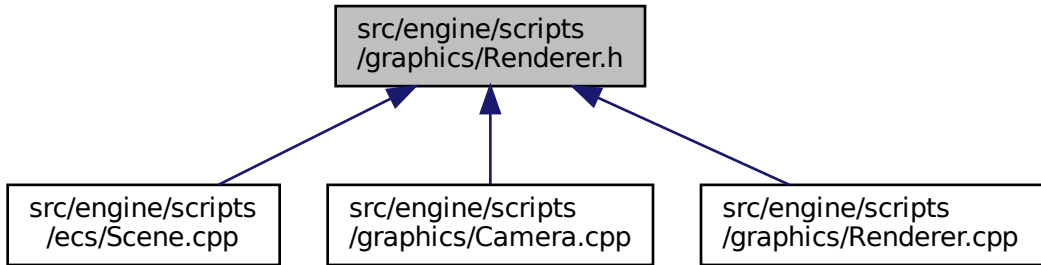 src/engine/scripts
/graphics/Renderer.h
src/engine/scripts
/ecs/Scene.cpp
src/engine/scripts
/graphics/Camera.cpp
src/engine/scripts
/graphics/Renderer.cpp